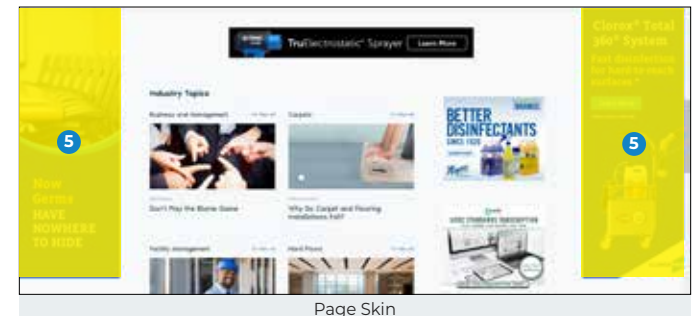 TruElectrostatic® Sprayer Learn More
Clorox® Total
360® System
Fast disinfection
for hard to reach
surfaces.*
5
Now
Germs
HAVE
NOWHERE
TO HIDE
Industry Topics
Business and Management
Carpets
Don't Play the Blame Game
Why Do Carpet and Flooring
Installations Fail?
Facility Management
Hard Floors
BETTER
DISINFECTANTS
SINCE 1920
5
Page Skin